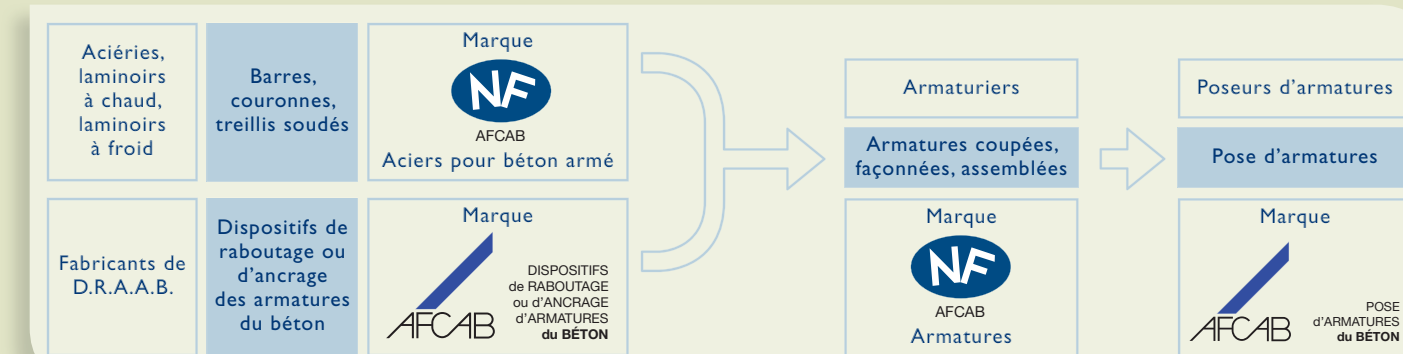 Aciéries,
laminoirs
à chaud,
laminoirs
à froid
Barres,
couronnes,
treillis soudés
Marque
NF
AFCAB
Aciers pour béton armé
Fabricants de
D.R.A.A.B.
Dispositifs de
raboutage ou
d'ancrage
des armatures
du béton
Marque
AFCAB
DISPOSITIFS
de RABOUTAGE
ou d'ANCRAGE
d'ARMATURES
du BÉTON
Armaturiers
Armatures coupées,
façonnées, assemblées
Marque
NF
AFCAB
Armatures
Poseurs d'armatures
Pose d'armatures
Marque
AFCAB
POSE
d'ARMATURES
du BÉTON